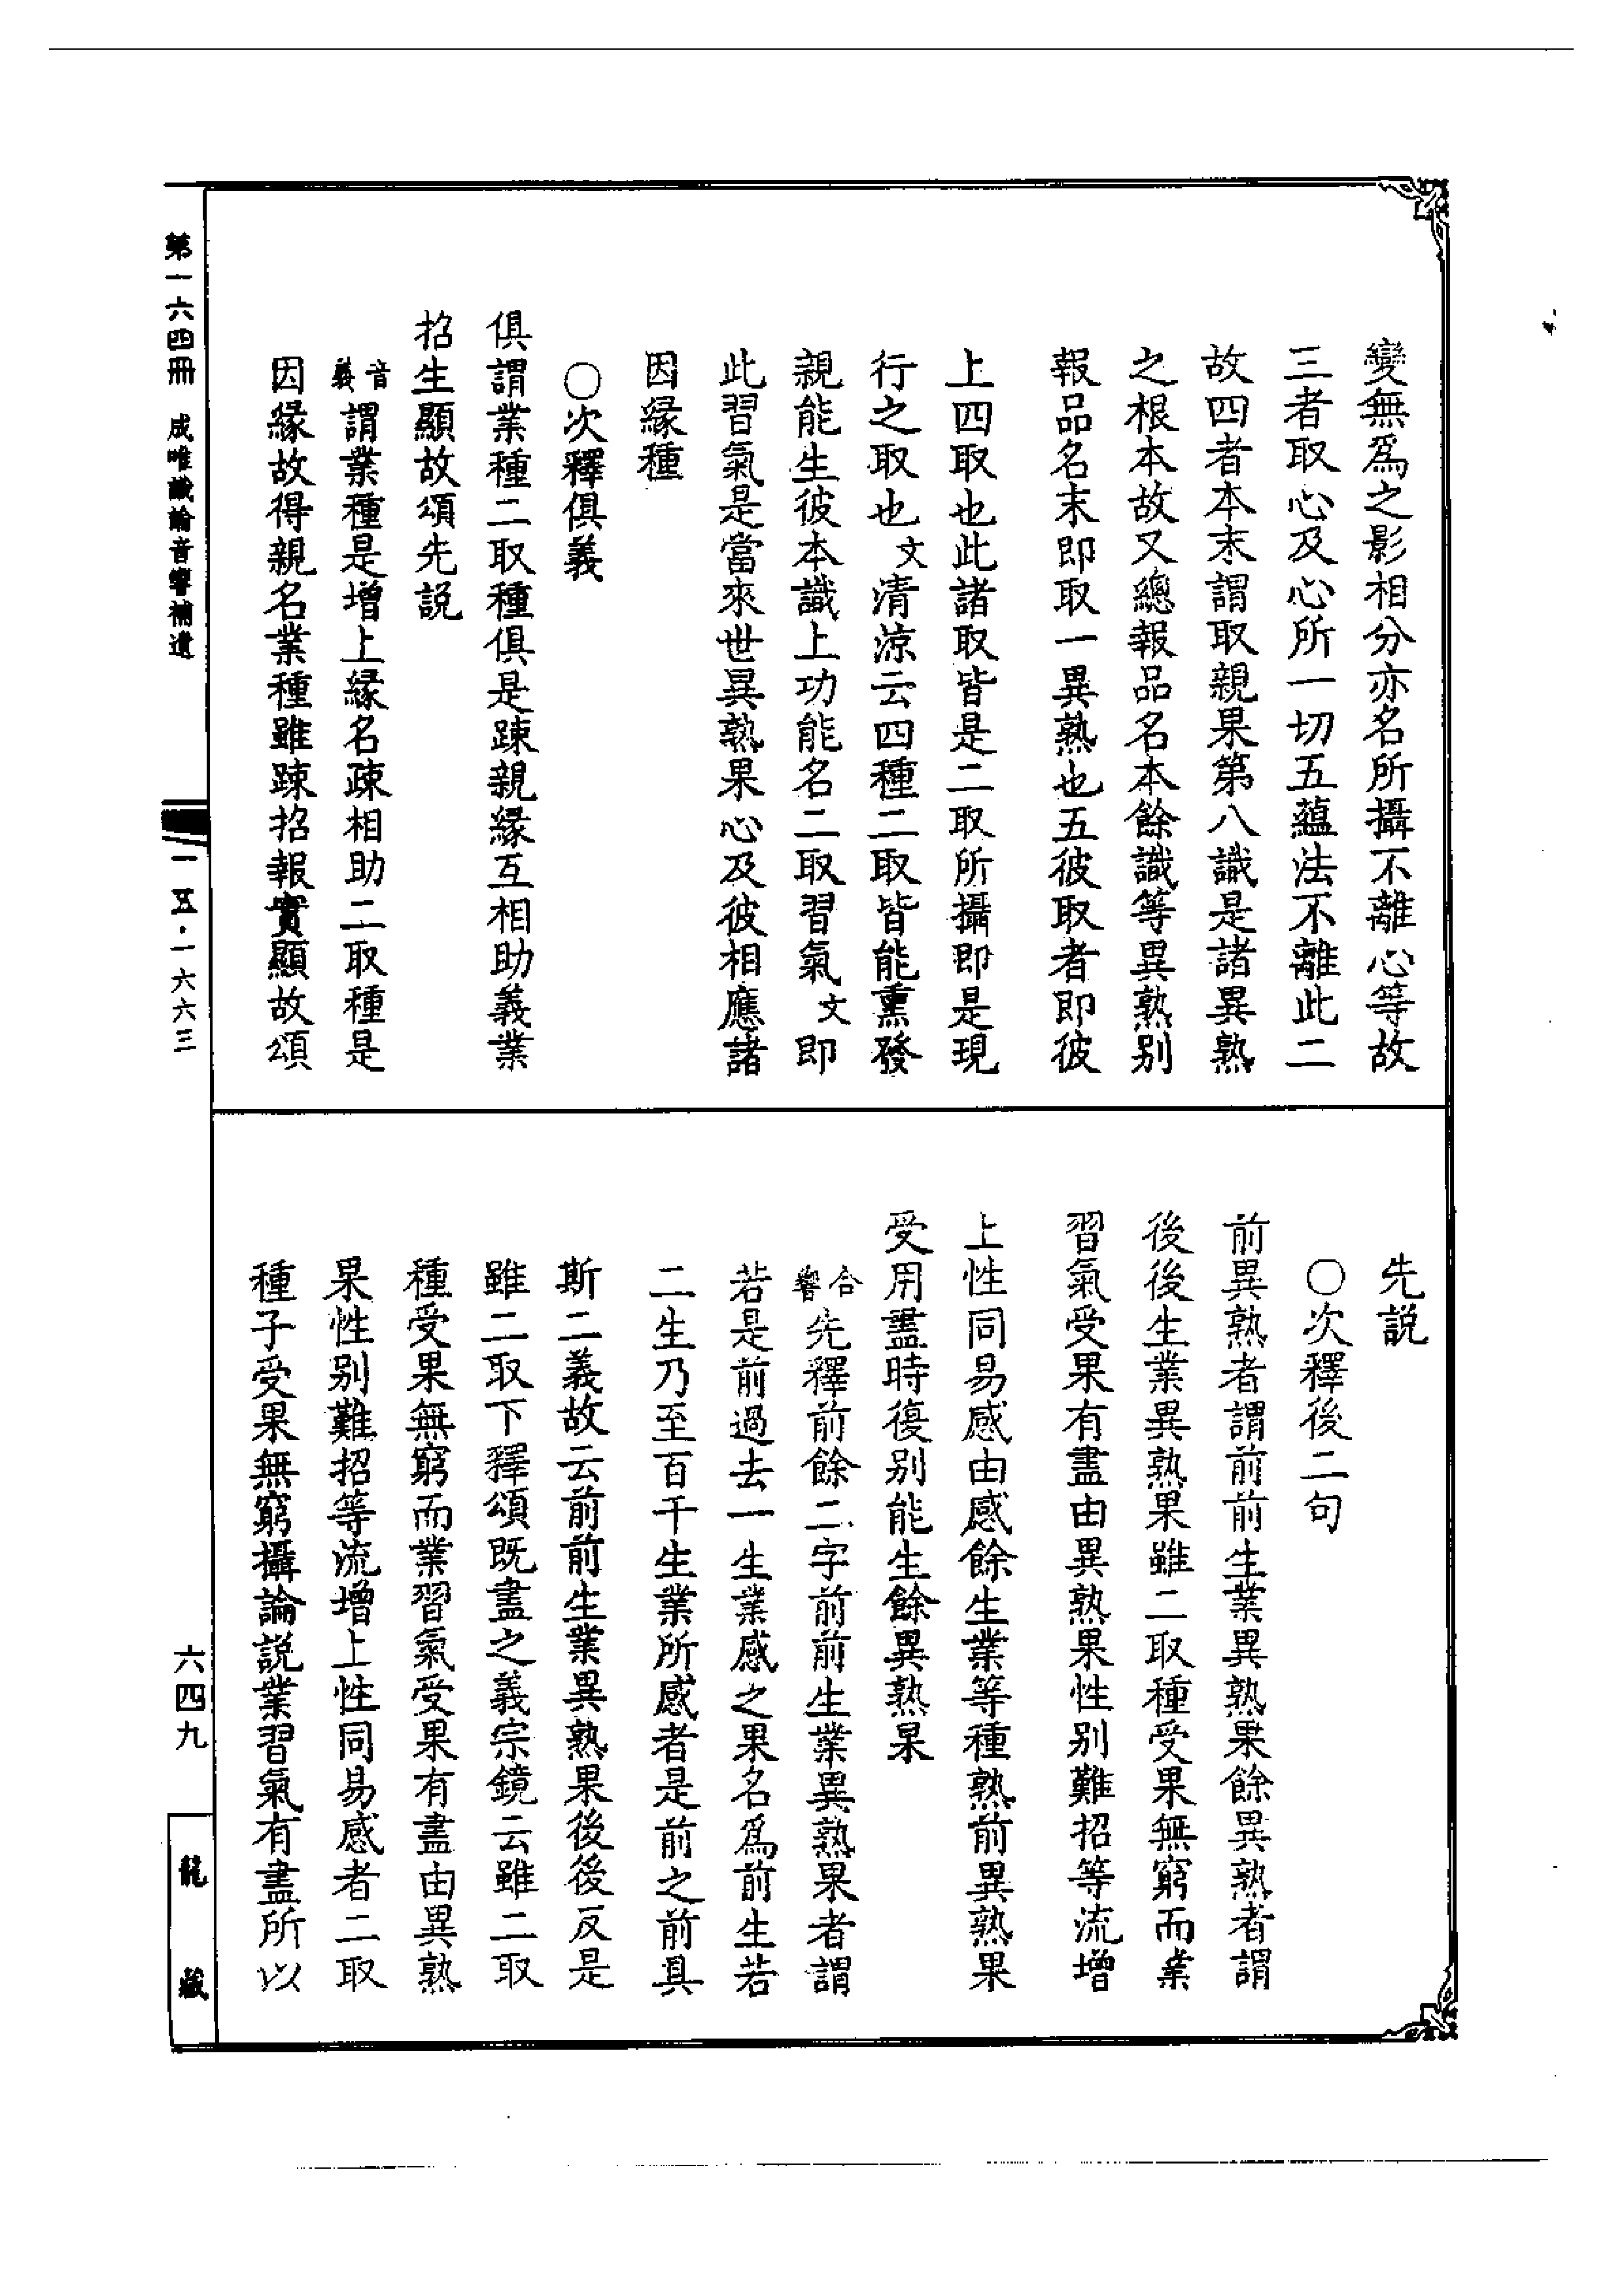 變無爲之影相分亦名所攝不離心等故
三者取心及心所一切五蘊法不離此二
故四者本末謂取親果第八識是諸異熟
之根本故又總報品名本餘識等異熟別
報品名末即取一異熟也五彼取者即彼
上四取也此諸取皆是二取所攝即是現
行之取也文清涼云四種二取皆能熏發
親能生彼本識上功能名二取習氣文即
此習氣是當來世異熟果心及彼相應諸
因緣種
○次釋俱義
俱謂業種二取種俱是踈親緣互相助義業
招生顯故頌先說
音義謂業種是增上緣名疎相助二取種是
因緣故得親名業種雖踈招報實顯故頌
先說
○次釋後二句
前異熟者謂前前生業異熟果餘異熟者謂
後後生業異熟果雖二取種受果無窮而業
習氣受果有盡由異熟果性別難招等流增
上性同易感由感餘生業等種熟前異熟果
受用盡時復別能生餘異熟果
合響先釋前餘二字前前生業異熟果者謂
若是前過去一生業感之果名爲前生若
二生乃至百千生業所感者是前之前具
斯二義故云前前生業異熟果後後反是
雖二取下釋頌既盡之義宗鏡云雖二取
種受果無窮而業習氣受果有盡由異熟
果性別難招等流增上性同易感者二取
種子受果無窮攝論說業習氣有盡所以
第一六四冊 成唯識論音響補遺
一五·一六六三
六四九
龍藏